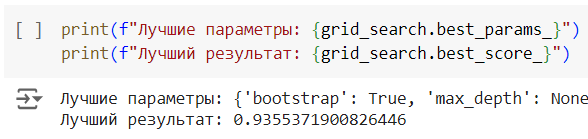 [ ] print(f"Лучшие параметры: {grid_search.best_params_}")
print(f"Лучший результат: {grid_search.best_score_}")
Лучшие параметры: {'bootstrap': True, 'max_depth': None
Лучший результат: 0.9355371900826446